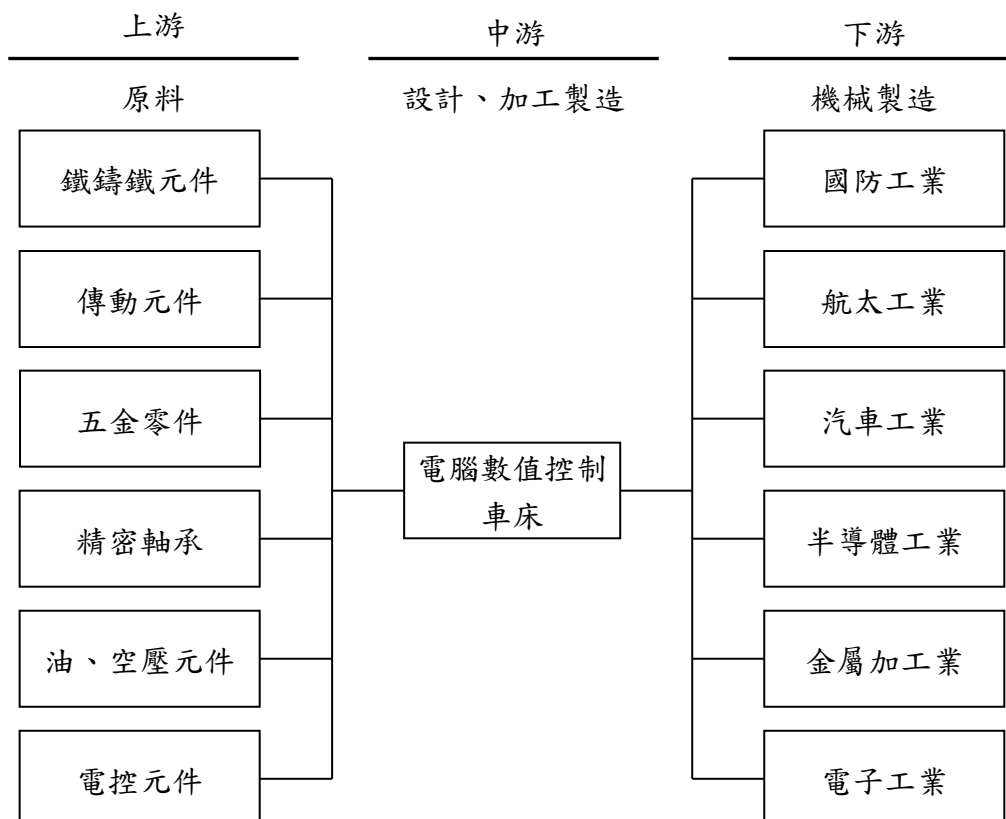 上游
中游
下游
原料
設計、加工製造
機械製造
鐵鑄鐵元件
國防工業
傳動元件
航太工業
五金零件
汽車工業
電腦數值控制
車床
精密軸承
半導體工業
油、空壓元件
金屬加工業
電控元件
電子工業